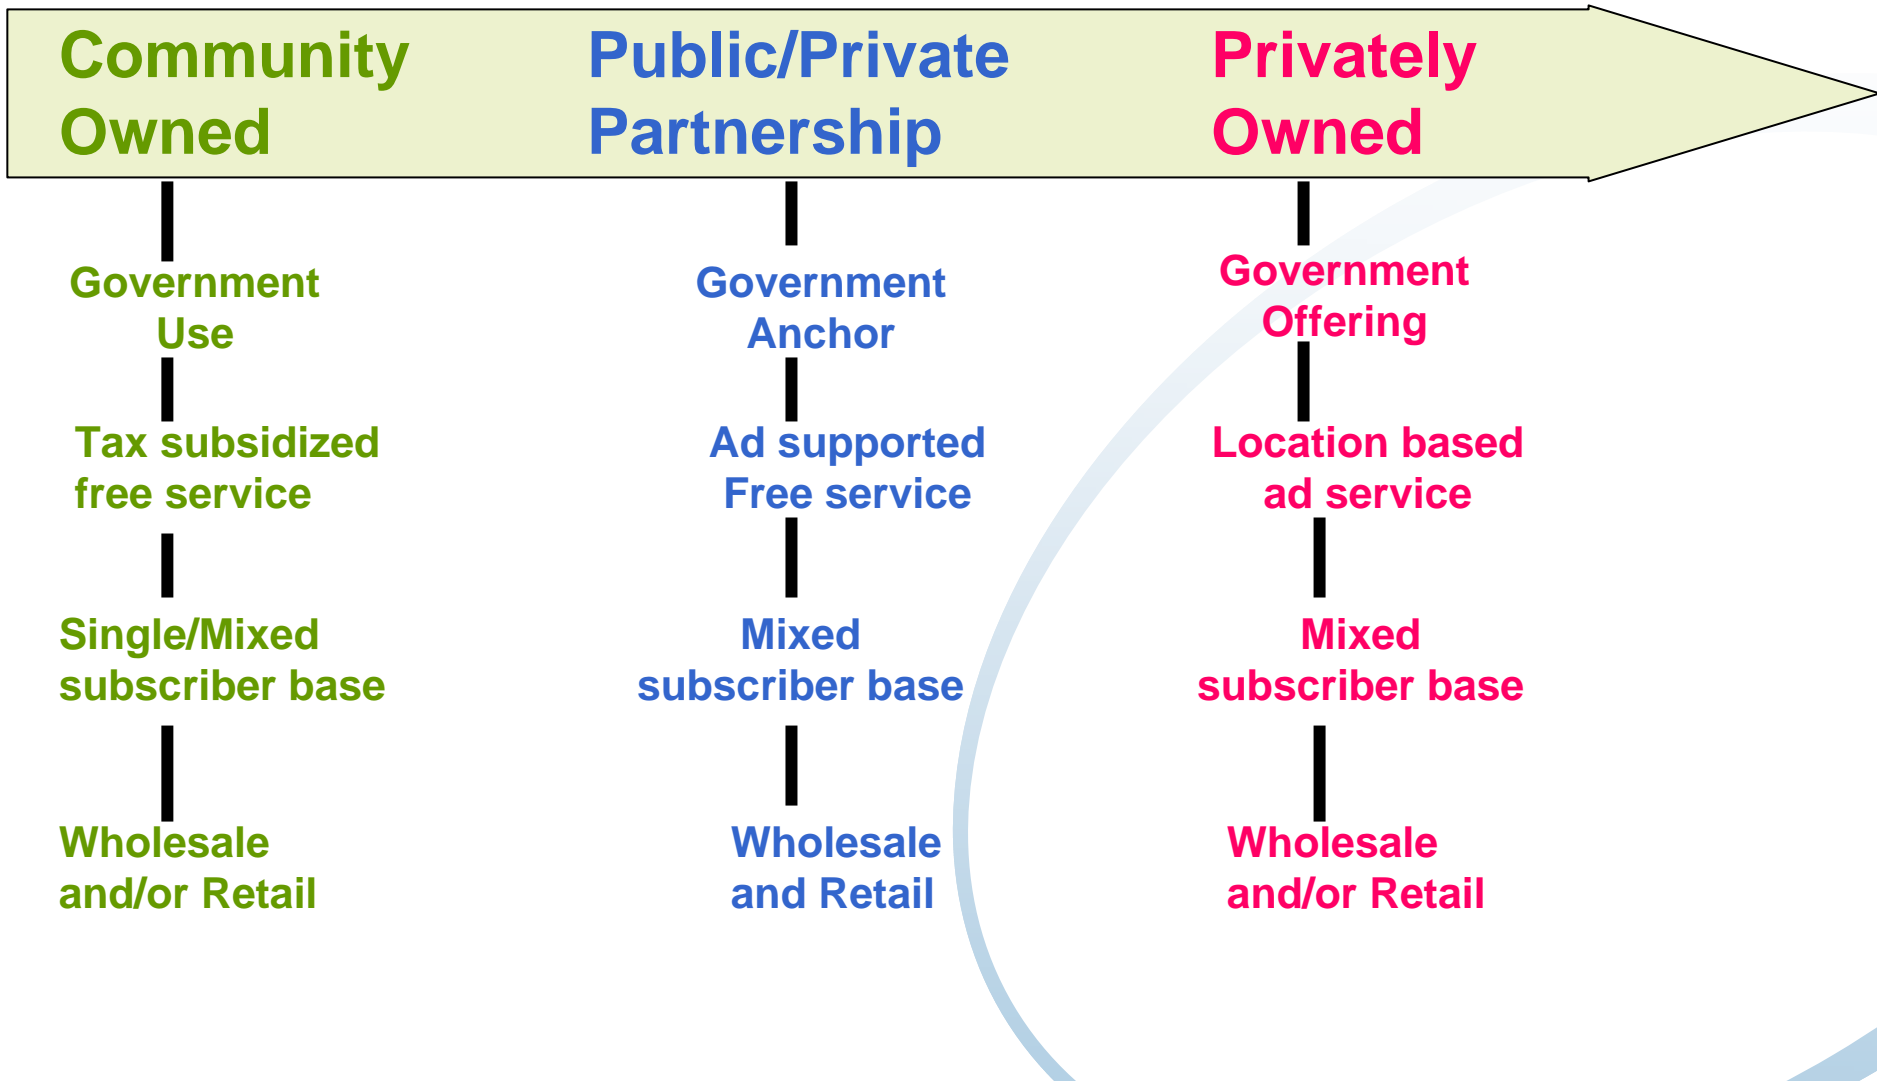 Community
Owned
Public/Private
Partnership
Privately
Owned
Government
Use
Government
Anchor
Government
Offering
Tax subsidized
free service
Ad supported
Free service
Location based
ad service
Single/Mixed
subscriber base
Mixed
subscriber base
Mixed
subscriber base
Wholesale
and/or Retail
Wholesale
and Retail
Wholesale
and/or Retail